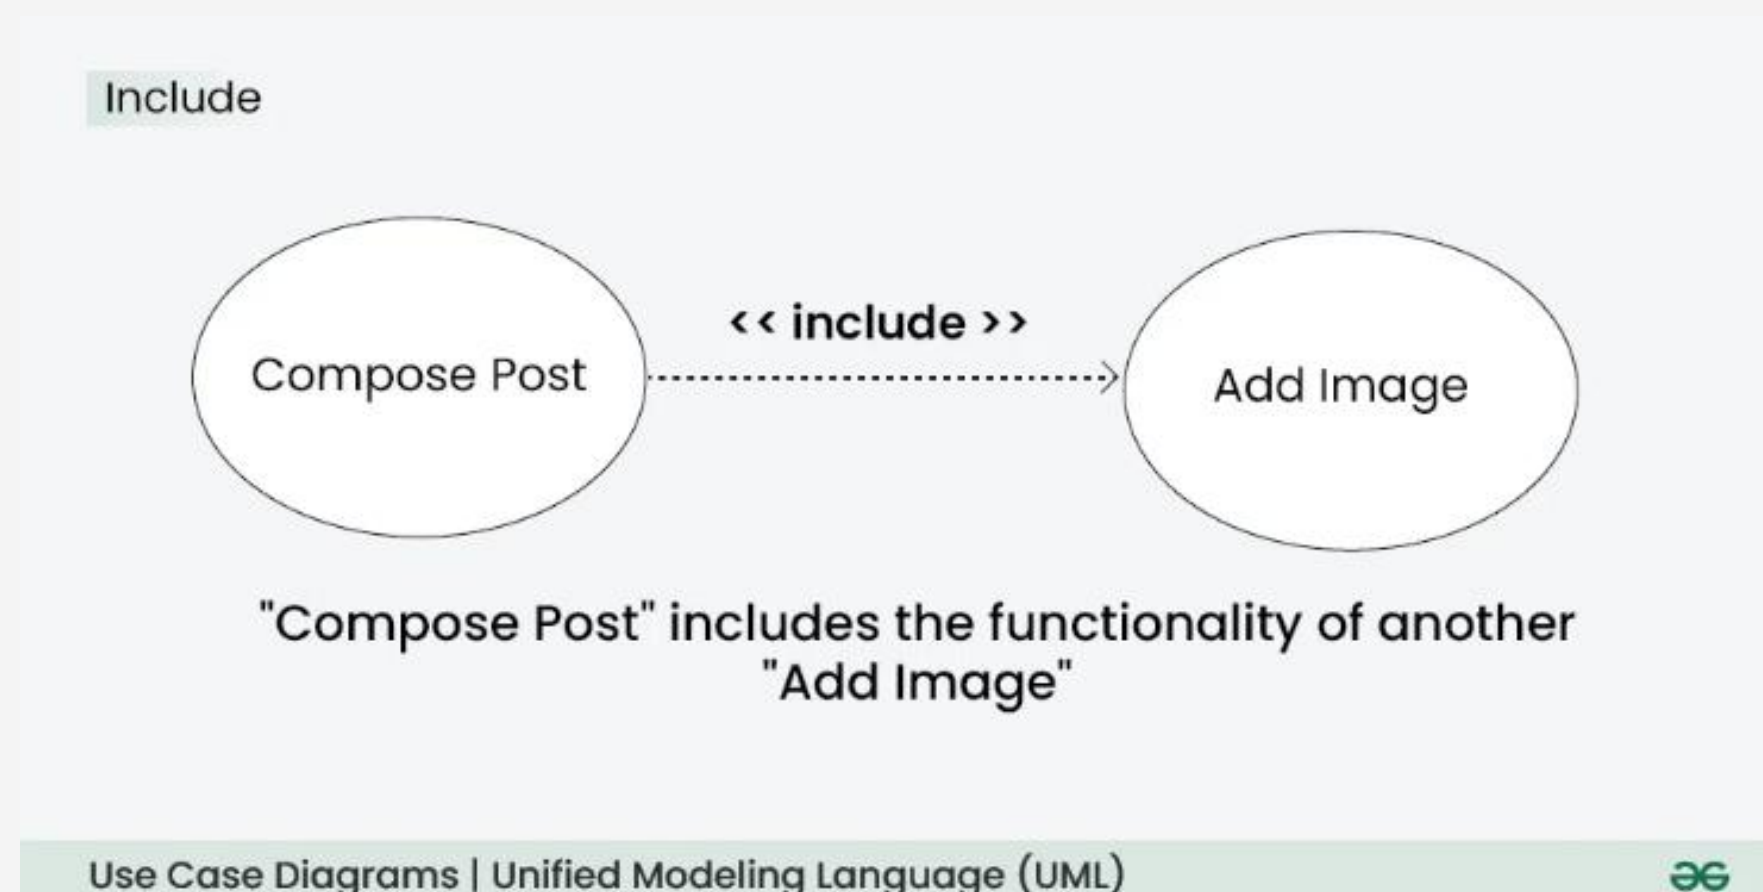 Include
<< include >>
Compose Post
Add Image
"Compose Post" includes the functionality of another
"Add Image"
Use Case Diagrams | Unified Modeling Language (UML)